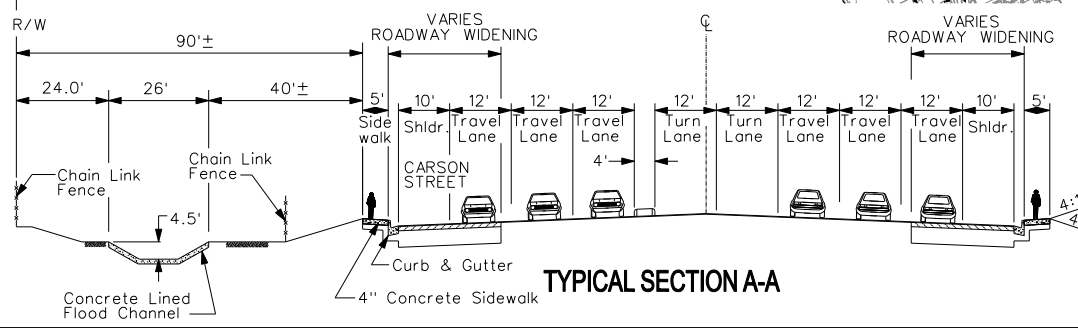 R/W
VARIES
ROADWAY WIDENING
℄
VARIES
ROADWAY WIDENING
90'±
24.0'
26'
40'±
5'
10'
12'
12'
12'
12'
12'
12'
12'
12'
10'
5'
Side
walk
Shldr.
Travel
Lane
Travel
Lane
Travel
Lane
Turn
Lane
Turn
Lane
Travel
Lane
Travel
Lane
Travel
Lane
Shldr.
4'
CARSON
STREET
Chain Link
Fence
Chain Link
Fence
4.5'
Curb & Gutter
4" Concrete Sidewalk
Concrete Lined
Flood Channel
TYPICAL SECTION A-A